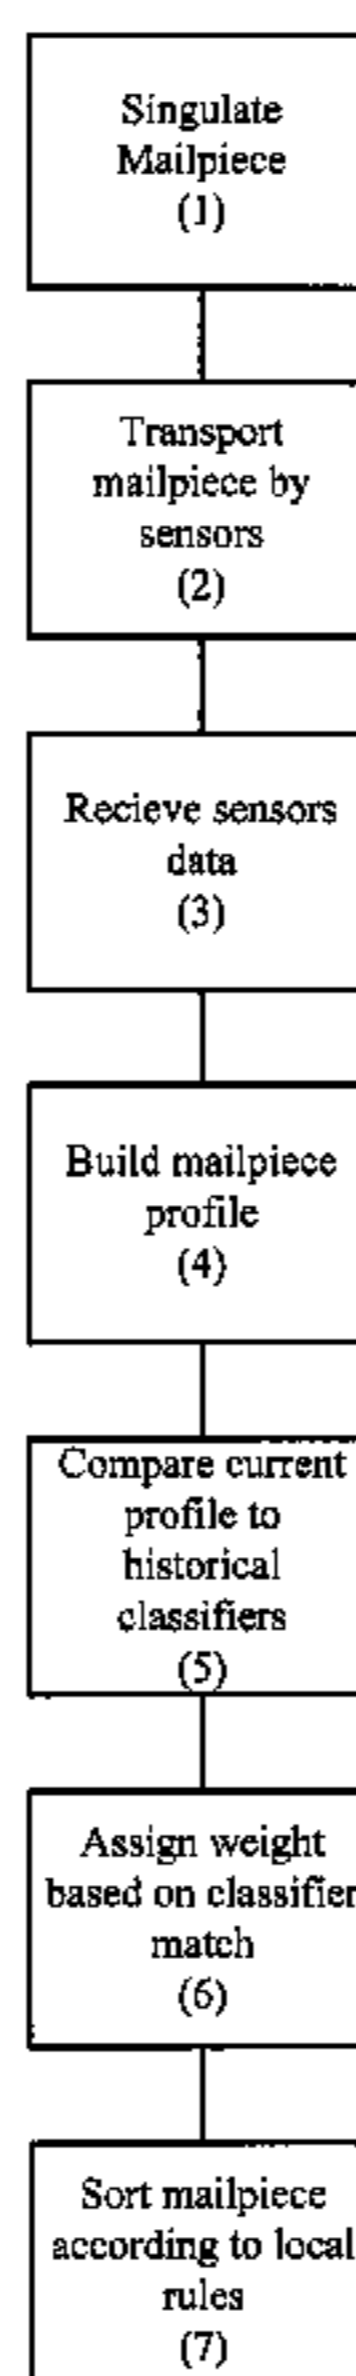 Singulate
Mailpiece
(1)
Transport
mailpiece by
sensors
(2)
Recieve sensors
data
(3)
Build mailpiece
profile
(4)
Compare current
profile to
historical
classifiers
(5)
Assign weight
based on classifier
match
(6)
Sort mailpiece
according to local
rules
(7)